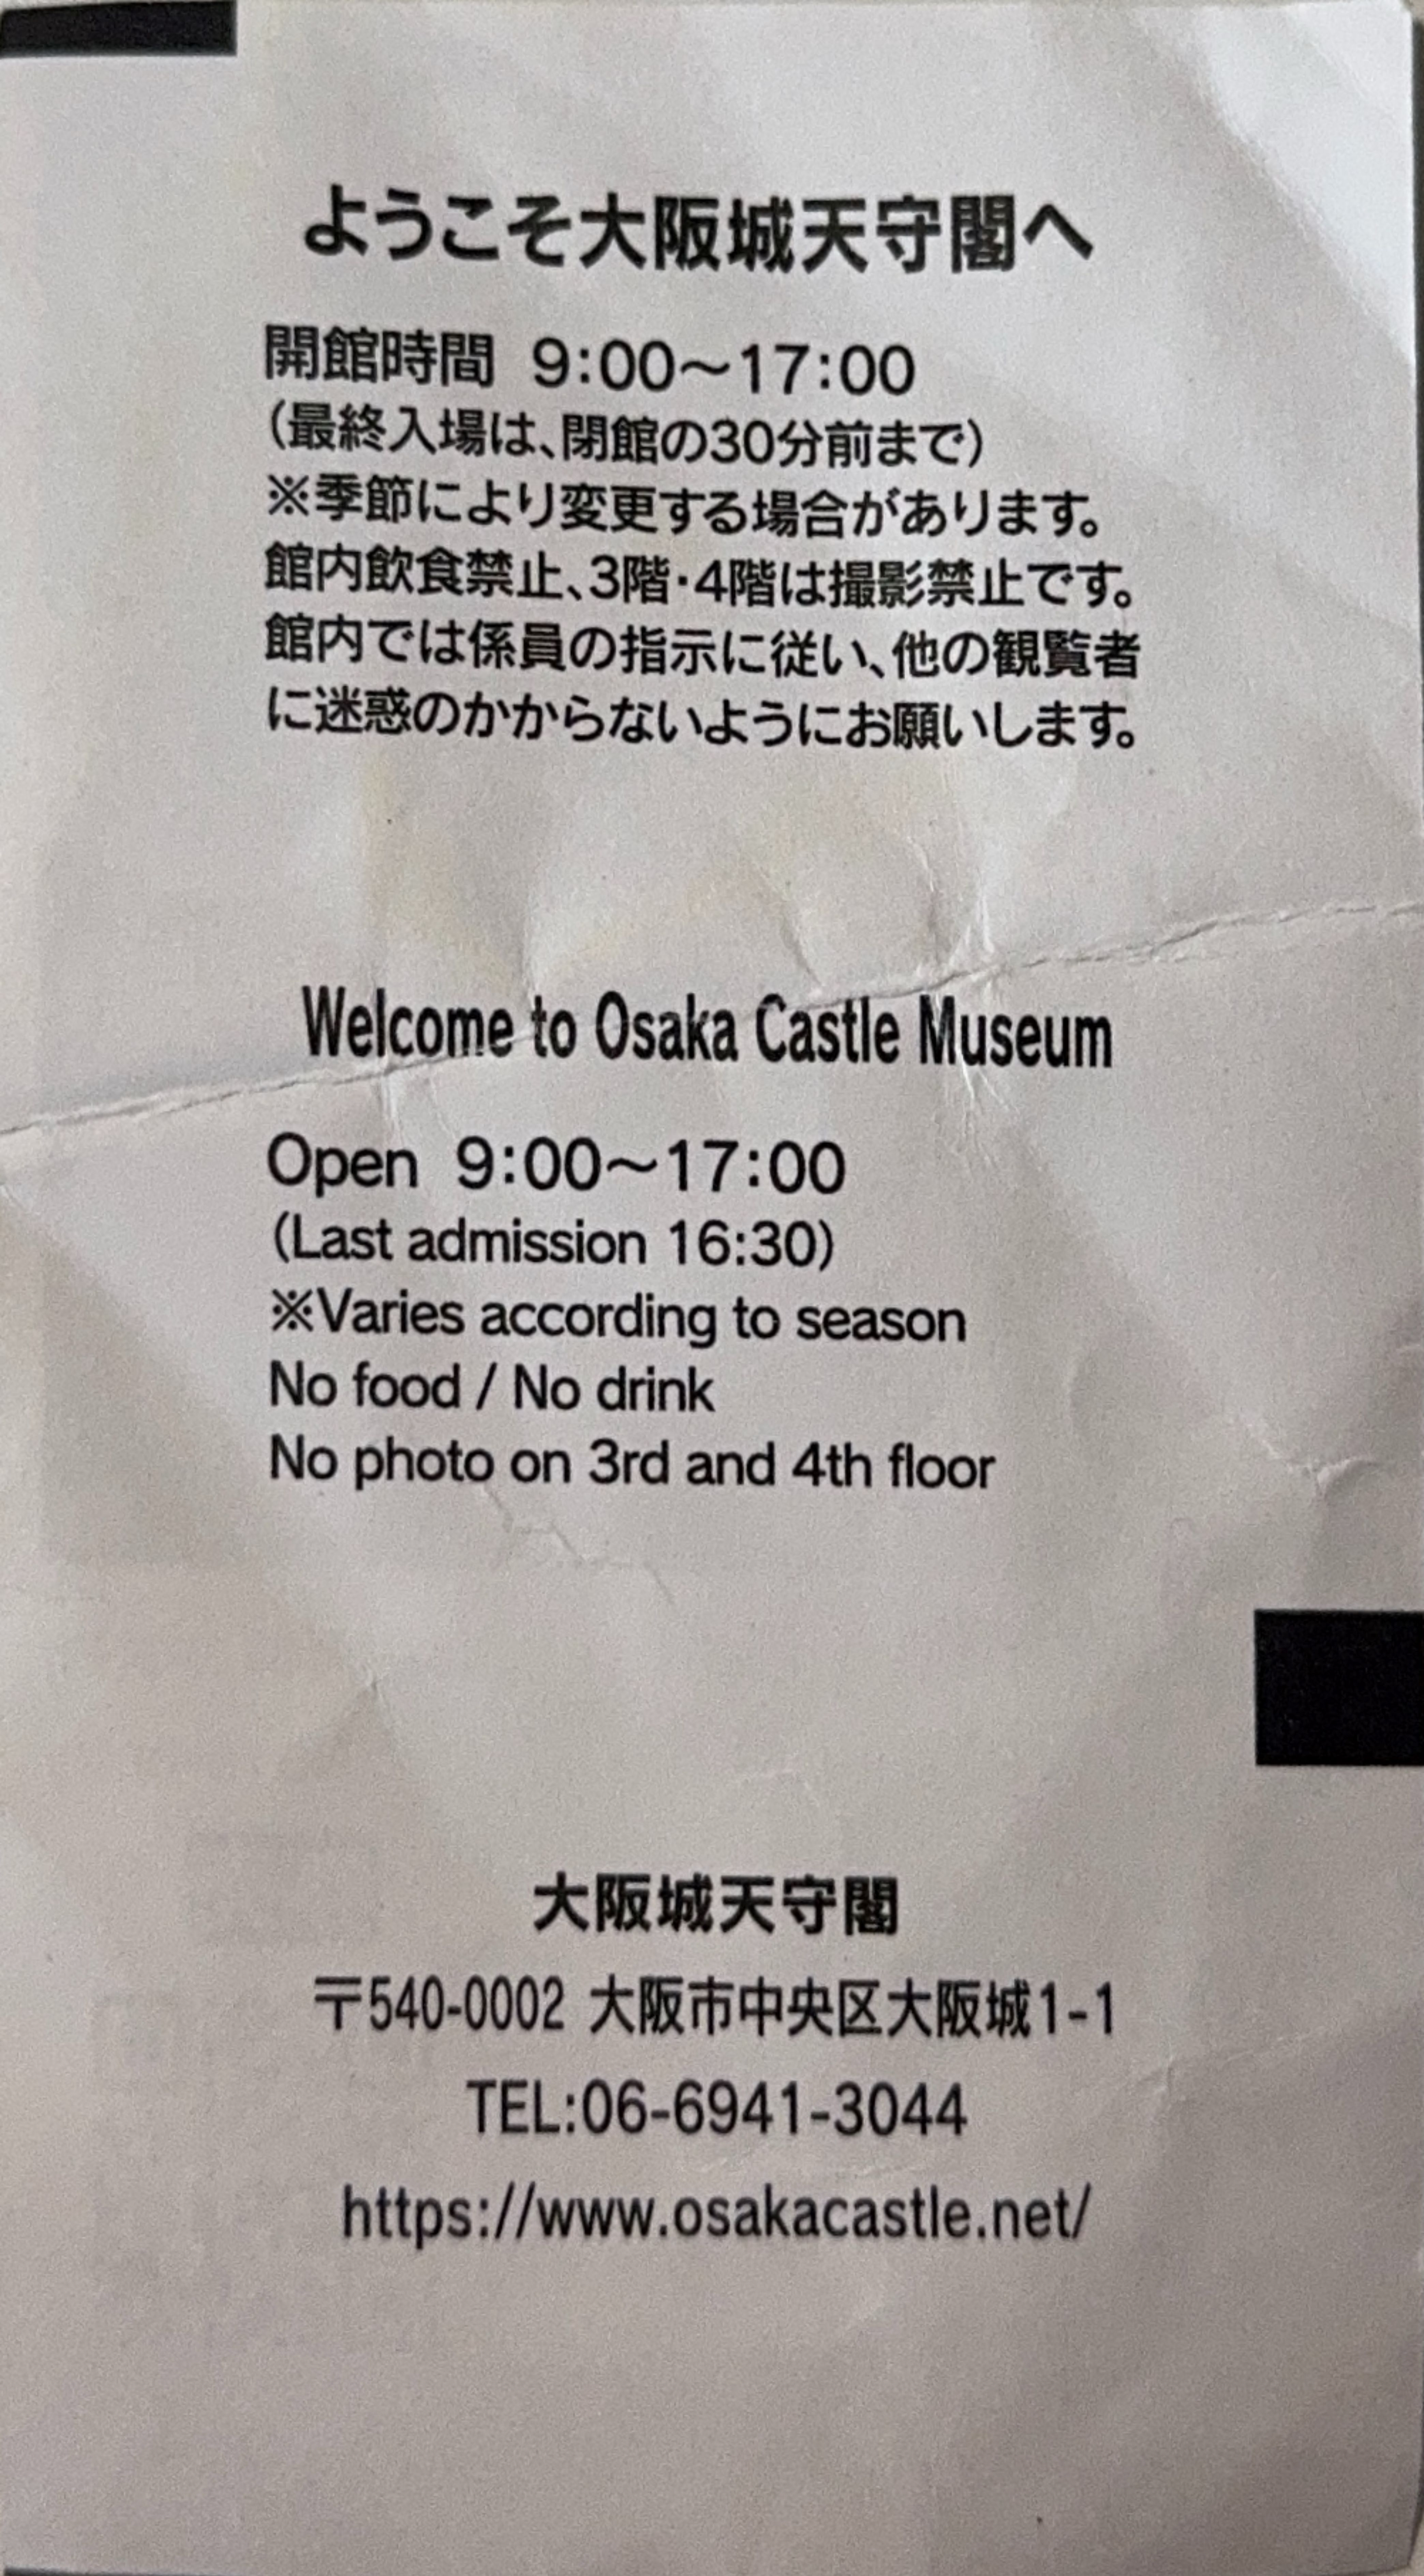 ようこそ大阪城天守閣へ
開館時間 9:00～17:00
(最終入場は、閉館の30分前まで)
※季節により変更する場合があります。
館内飲食禁止、3階･4階は撮影禁止です。
館内では係員の指示に従い、他の観覧者
に迷惑のかからないようにお願いします。
Welcome to Osaka Castle Museum
Open 9:00～17:00
(Last admission 16:30)
※Varies according to season
No food / No drink
No photo on 3rd and 4th floor
大阪城天守閣
〒540-0002 大阪市中央区大阪城1-1
TEL:06-6941-3044
https://www.osakacastle.net/